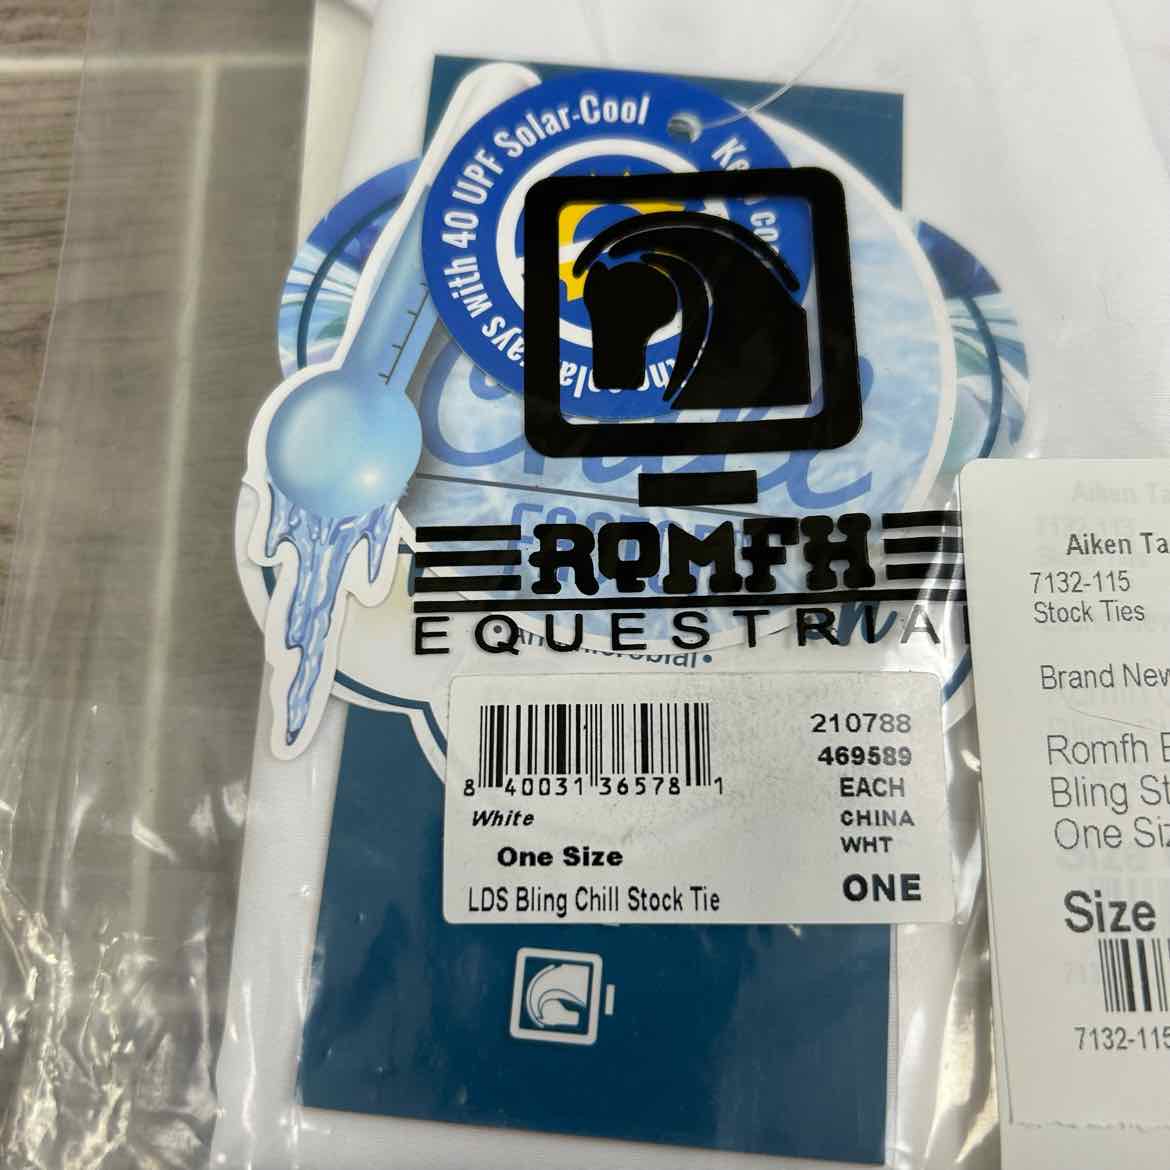 with 40 UPF Solar-Cool
ROMFH
EQUESTRIA
210788
469589
EACH
CHINA
WHT
ONE
8 40031 36578 1
White
One Size
LDS Bling Chill Stock Tie
Aiken Ta
7132-115
Stock Ties
Brand New
Romfh E
Bling St
One Siz
Size
7132-115